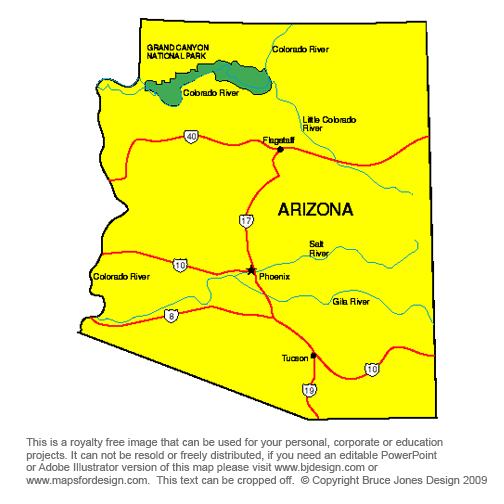 GRAND CANYON
NATIONAL PARK
Colorado River
Colorado River
Little Colorado
River
Flagstaff
40
17
ARIZONA
Salt
River
10
Colorado River
Phoenix
Gila River
8
Tucson
10
19
This is a royalty free image that can be used for your personal, corporate or education
projects. It can not be resold or freely distributed, if you need an editable PowerPoint
or Adobe Illustrator version of this map please visit www.bjdesign.com or
www.mapsfordesign.com. This text can be cropped off. © Copyright Bruce Jones Design 2009